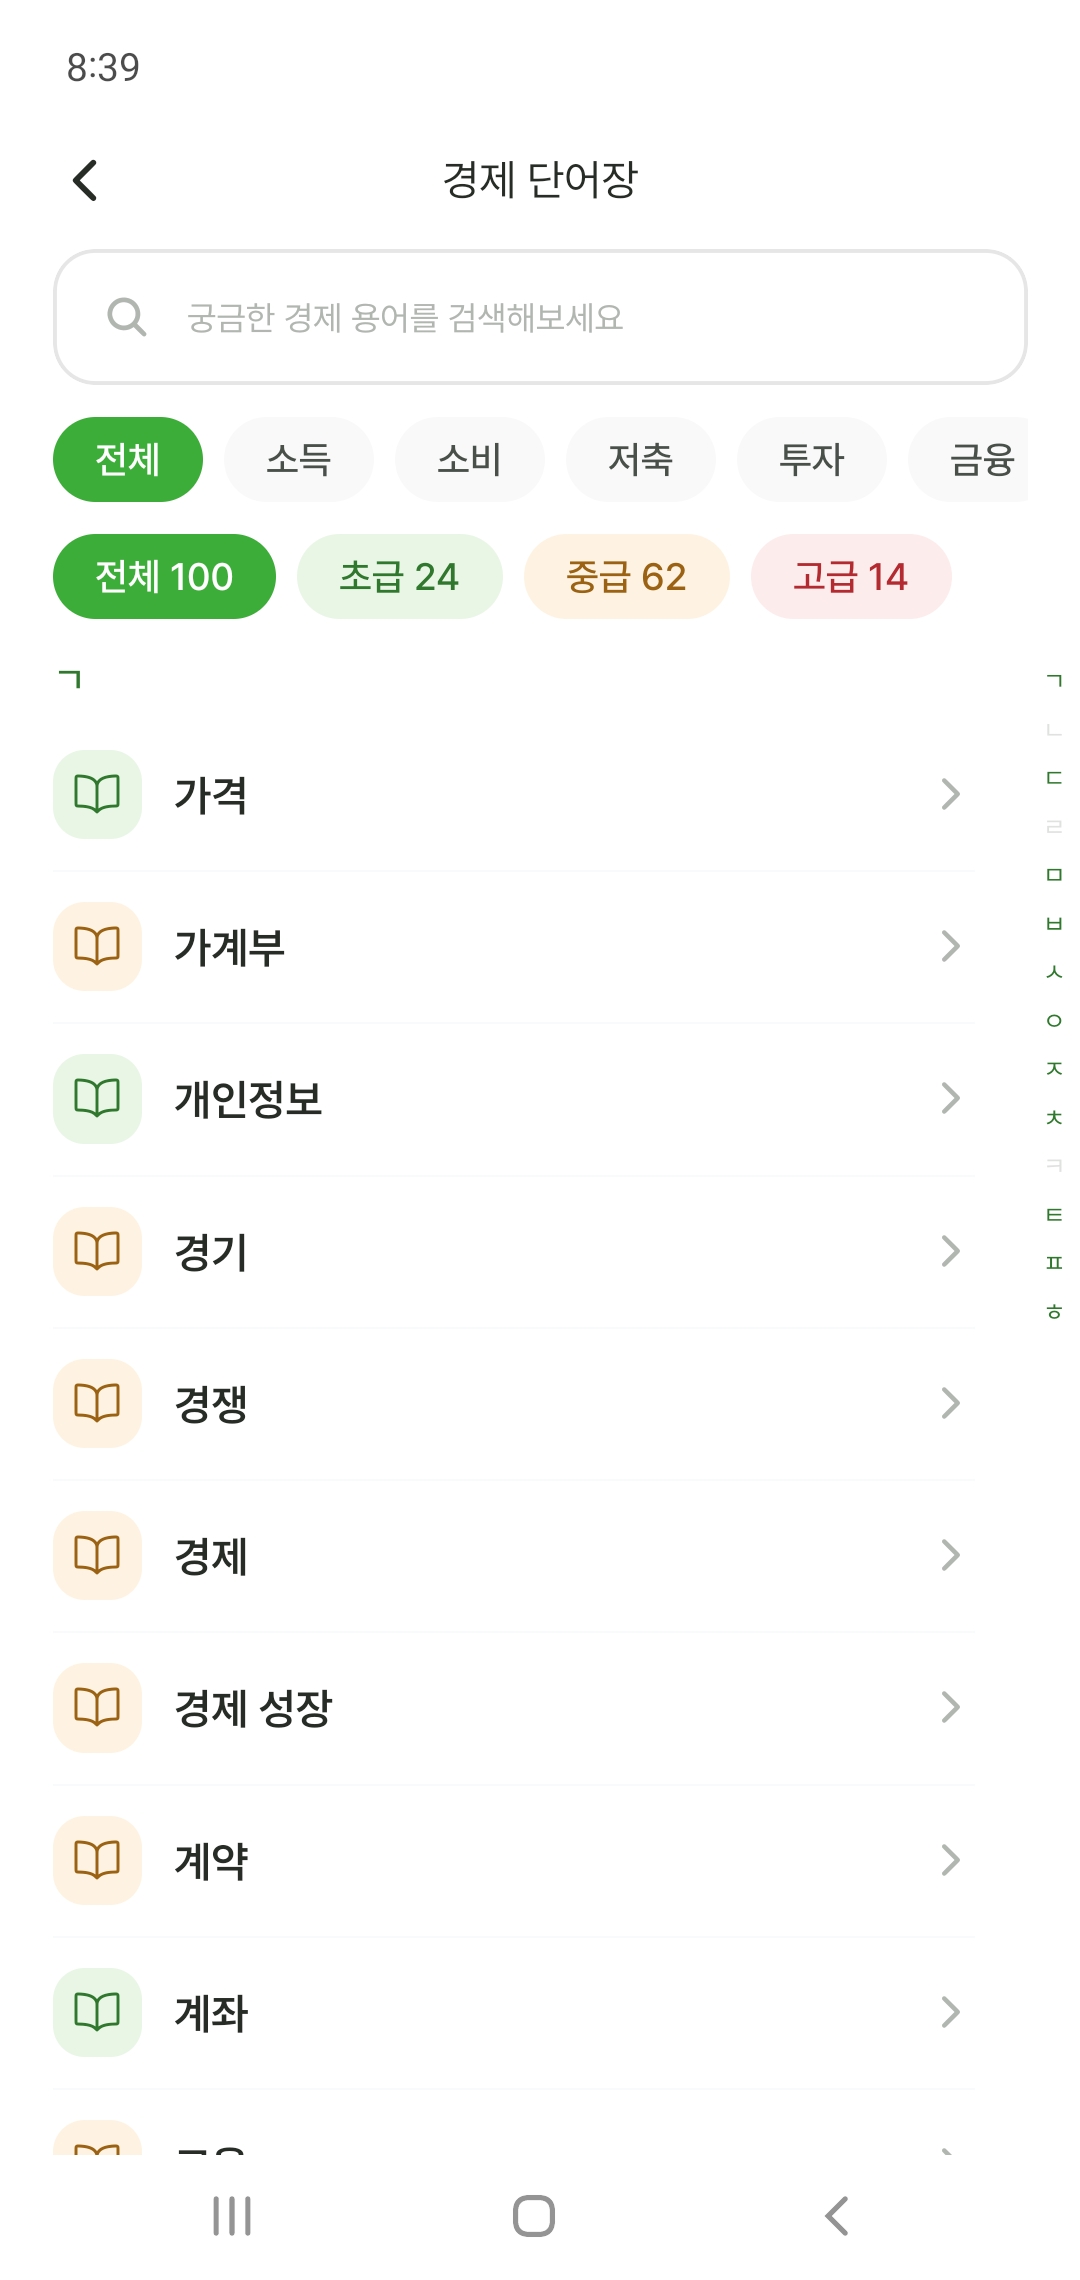 8:39
경제 단어장
궁금한 경제 용어를 검색해보세요
전체 소득 소비 저축 투자 금융
전체 100 초급 24 중급 62 고급 14
ㄱ
가격
가계부
개인정보
경기
경쟁
경제
경제 성장
계약
계좌
ㄱ
ㄴ
ㄷ
ㄹ
ㅁ
ㅂ
ㅅ
ㅇ
ㅈ
ㅊ
ㅋ
ㅌ
ㅍ
ㅎ